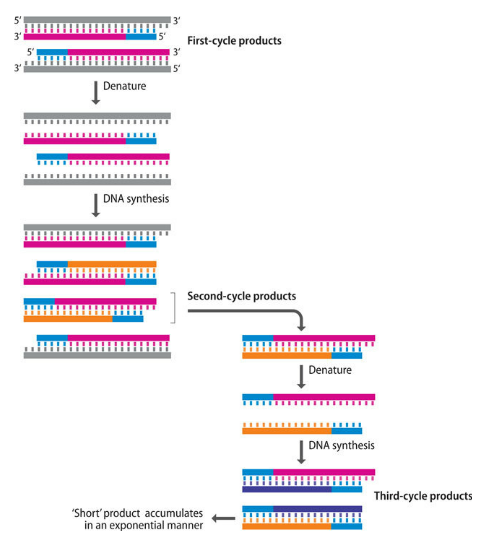 5′ 3′
3′ 5′
First-cycle products
5′ 3′
3′ 5′
Denature
DNA synthesis
Second-cycle products
Denature
DNA synthesis
Third-cycle products
‘Short’ product accumulates
in an exponential manner